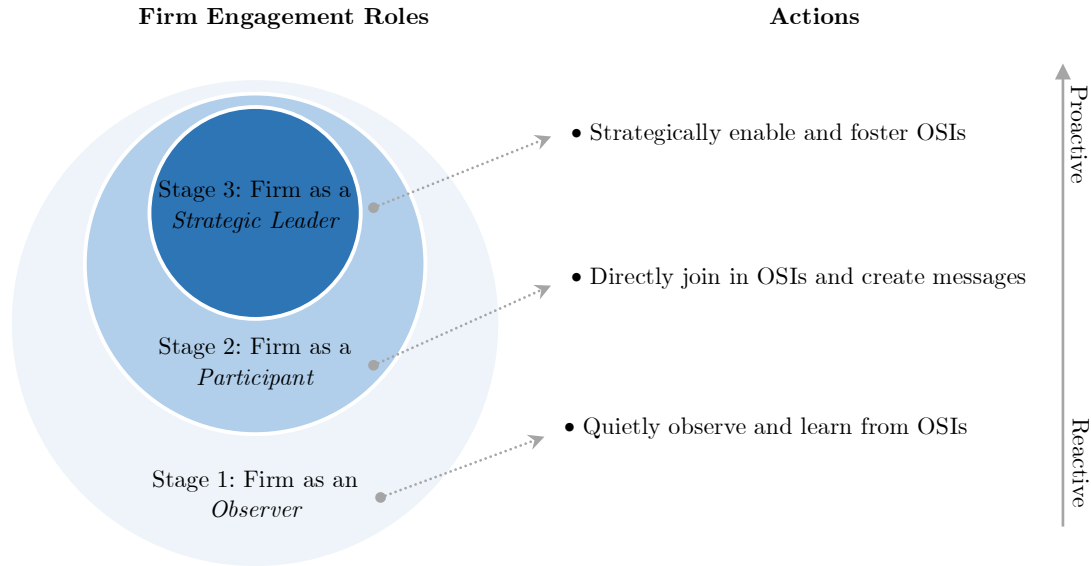 Firm Engagement Roles
Actions
Stage 3: Firm as a
Strategic Leader
• Strategically enable and foster OSIs
Proactive
Stage 2: Firm as a
Participant
• Directly join in OSIs and create messages
Stage 1: Firm as an
Observer
• Quietly observe and learn from OSIs
Reactive